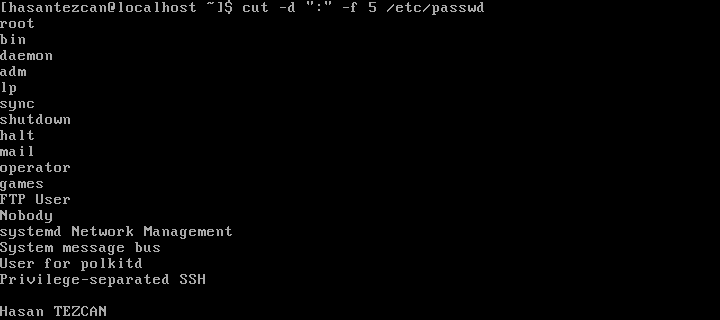 [hasantezcan@localhost ~]$ cut -d ":" -f 5 /etc/passwd
root
bin
daemon
adm
lp
sync
shutdown
halt
mail
operator
games
FTP User
Nobody
systemd Network Management
System message bus
User for polkitd
Privilege-separated SSH

Hasan TEZCAN